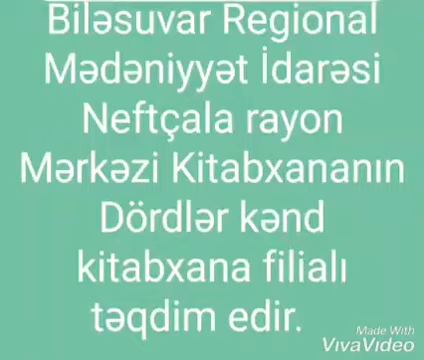 Biləsuvar Regional
Mədəniyyət İdarəsi
Neftçala rayon
Mərkəzi Kitabxananın
Dördlər kənd
kitabxana filialı
təqdim edir.
Made With
VivaVideo